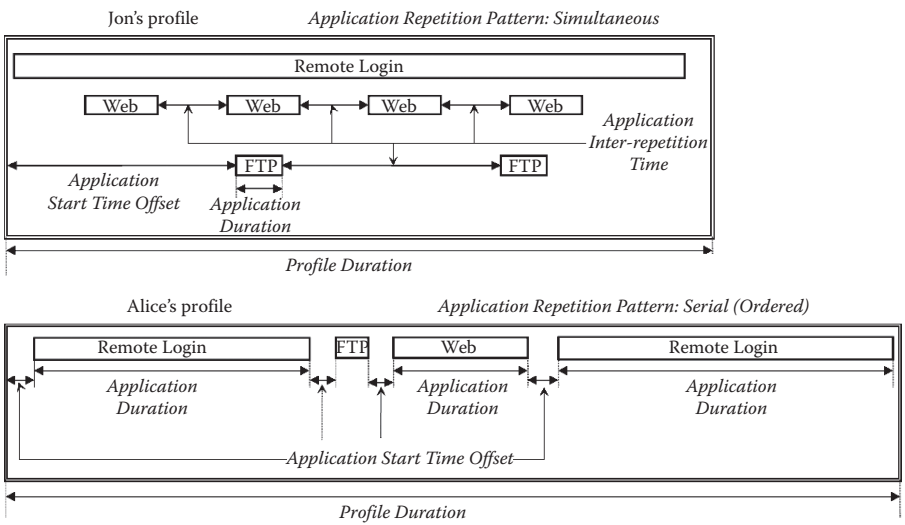 Jon's profile
Application Repetition Pattern: Simultaneous
Remote Login
Web
Web
Web
Web
Application
Inter-repetition
Time
FTP
FTP
Application
Start Time Offset
Application
Duration
Profile Duration
Alice's profile
Application Repetition Pattern: Serial (Ordered)
Remote Login
FTP
Web
Remote Login
Application
Duration
Application
Duration
Application
Duration
Application Start Time Offset
Profile Duration